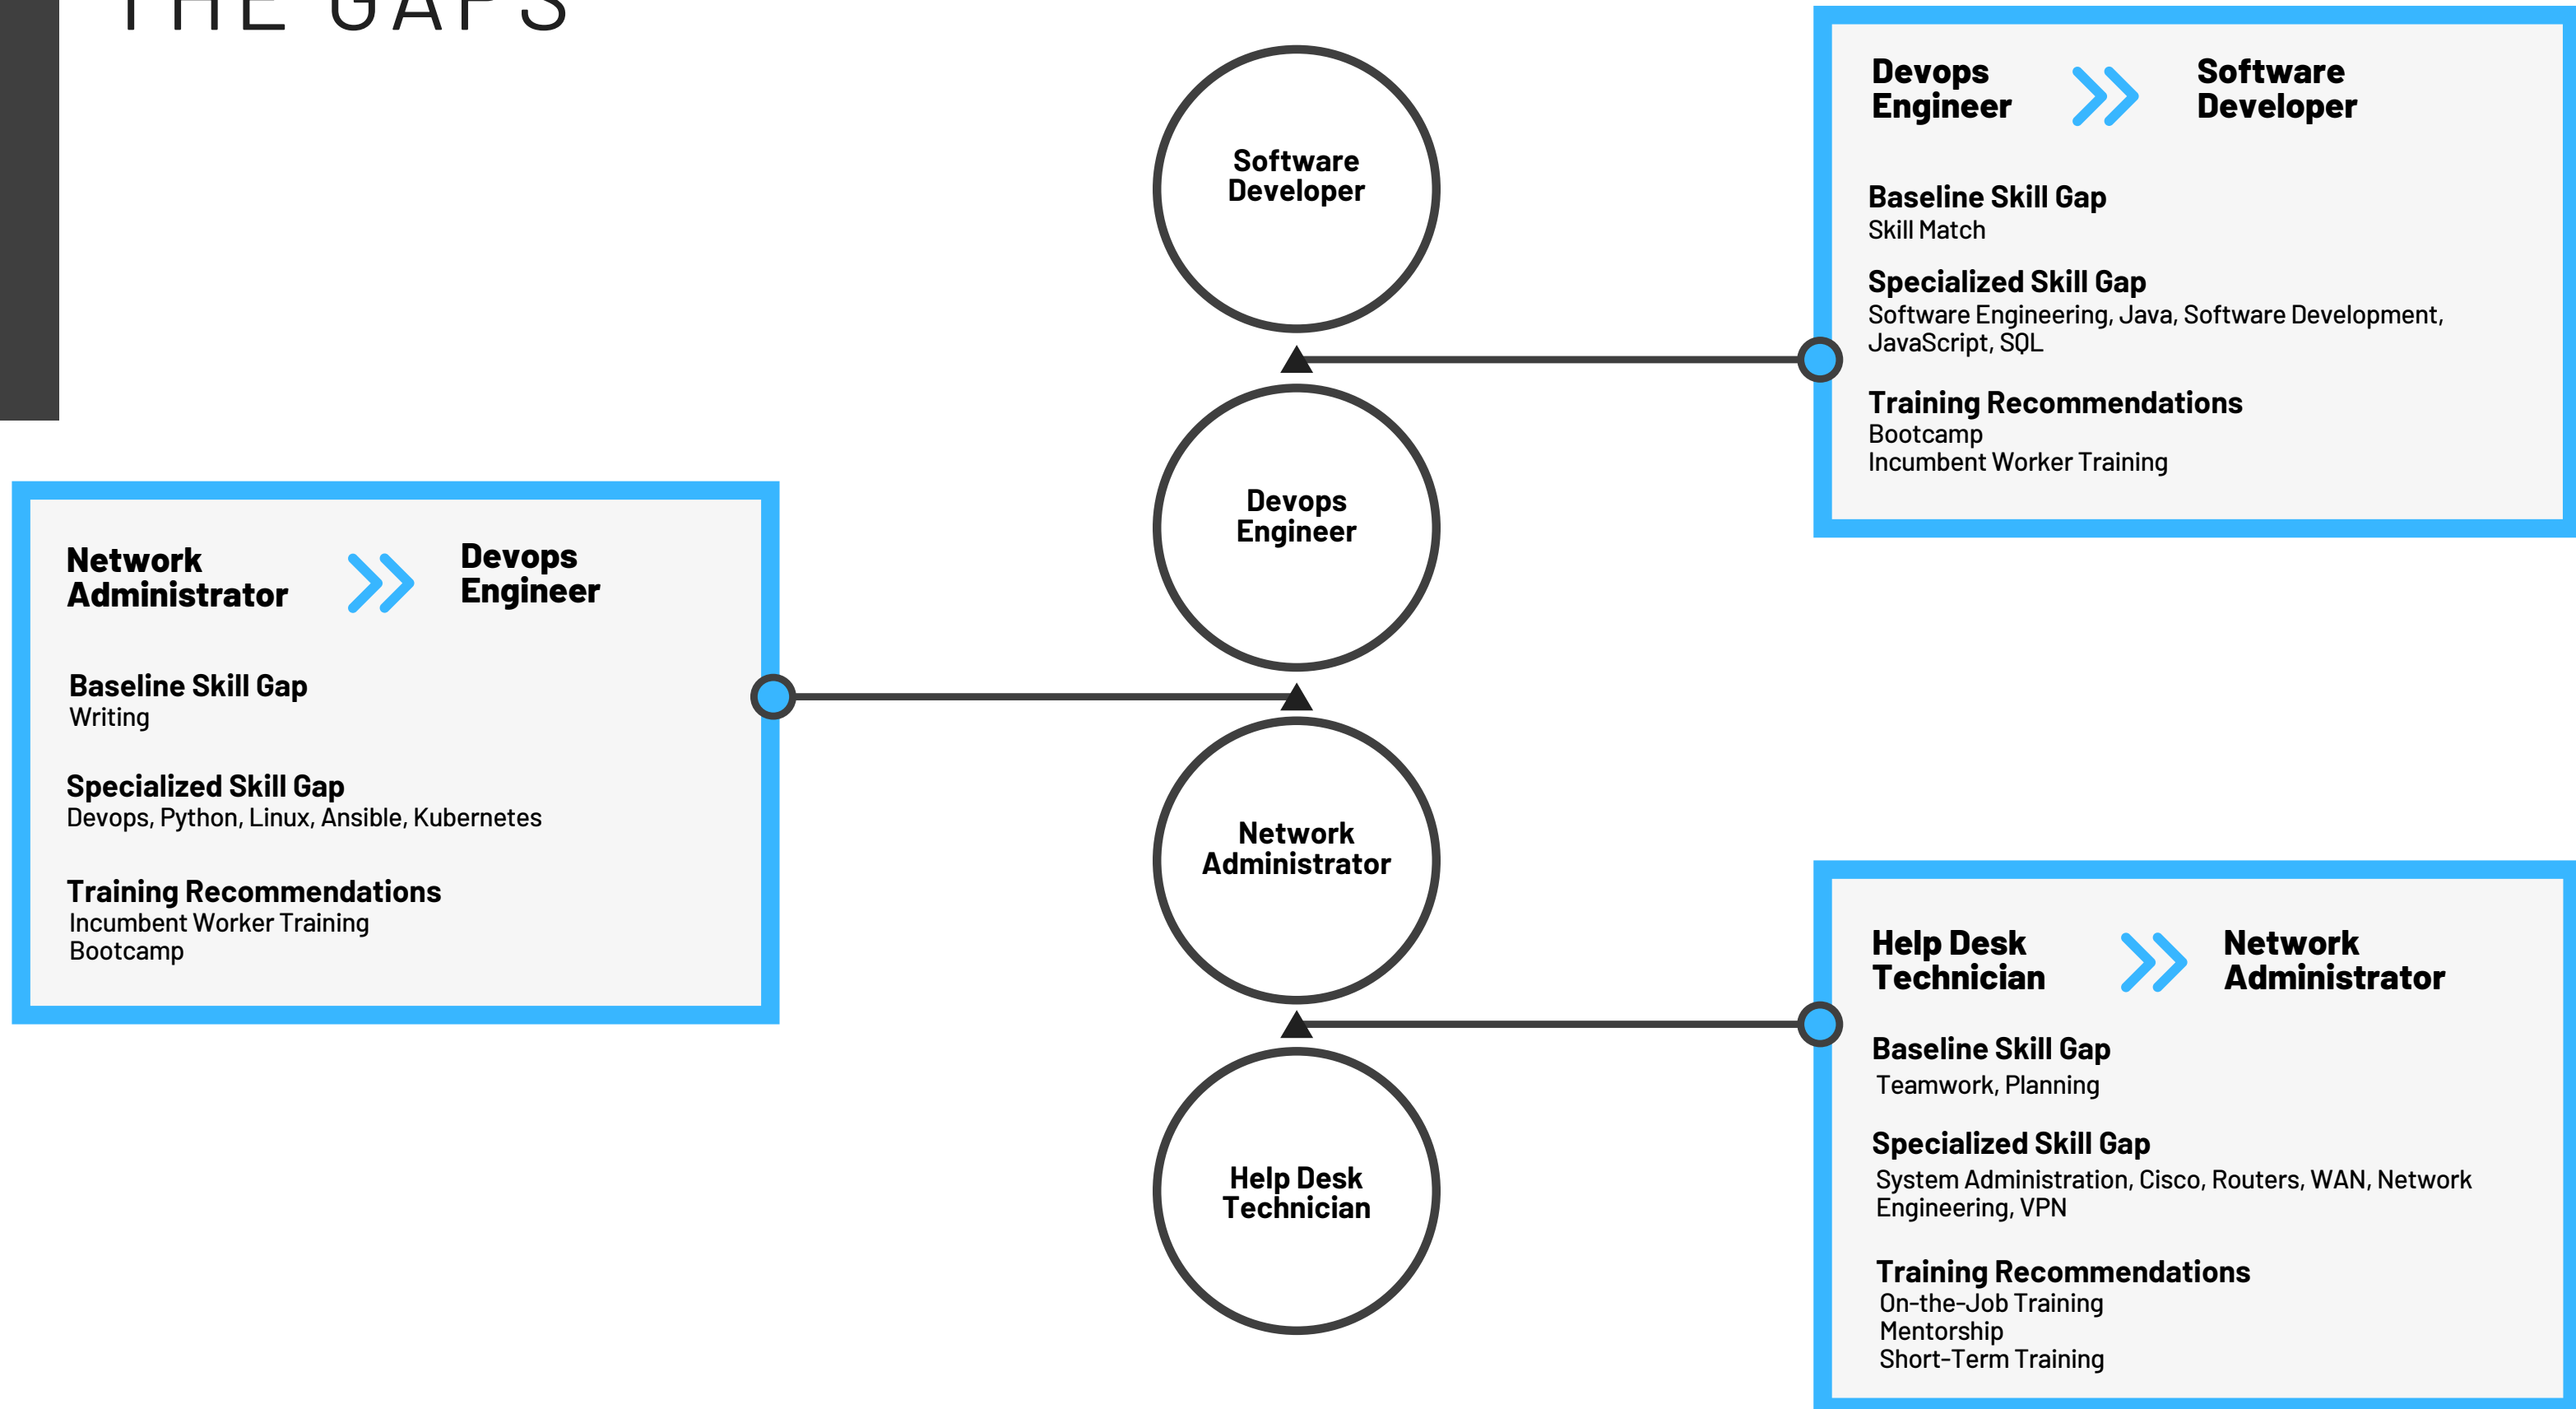 THE GAPS
Software
Developer
Devops
Engineer
Network
Administrator
Help Desk
Technician
Devops
Engineer
Software
Developer
Baseline Skill Gap
Skill Match
Specialized Skill Gap
Software Engineering, Java, Software Development,
JavaScript, SQL
Training Recommendations
Bootcamp
Incumbent Worker Training
Network
Administrator
Devops
Engineer
Baseline Skill Gap
Writing
Specialized Skill Gap
Devops, Python, Linux, Ansible, Kubernetes
Training Recommendations
Incumbent Worker Training
Bootcamp
Help Desk
Technician
Network
Administrator
Baseline Skill Gap
Teamwork, Planning
Specialized Skill Gap
System Administration, Cisco, Routers, WAN, Network
Engineering, VPN
Training Recommendations
On-the-Job Training
Mentorship
Short-Term Training